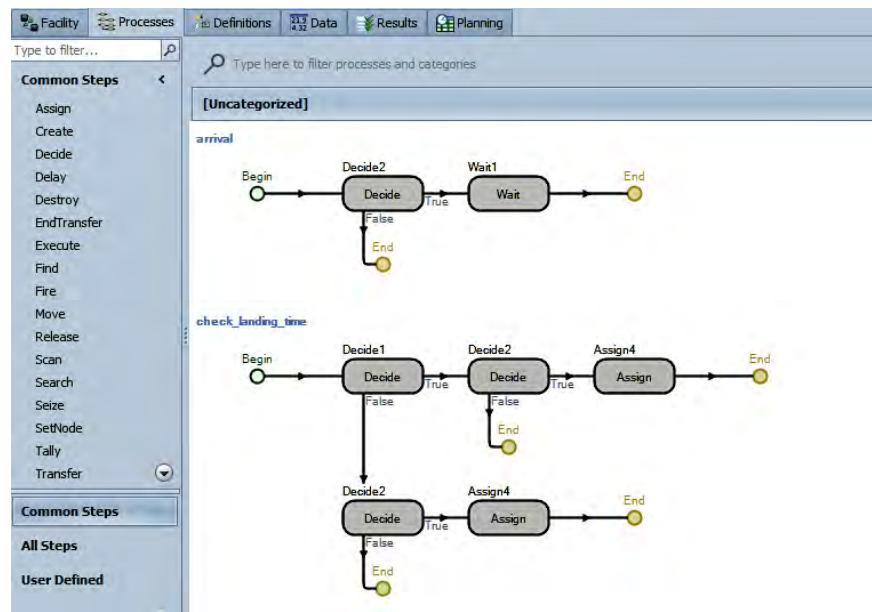 Facility Processes Definitions Data Results Planning
Type to filter...
Common Steps
Assign
Create
Decide
Delay
Destroy
EndTransfer
Execute
Find
Fire
Move
Release
Scan
Search
Seize
SetNode
Tally
Transfer
Common Steps
All Steps
User Defined
Type here to filter processes and categories
[Uncategorized]
arrival
Begin Decide2 Wait1 End
Decide True Wait
False
End
check_landing_time
Begin Decide1 Decide2 Assign4 End
Decide True Decide True Assign
False False
End
Decide2 Assign4 End
Decide True Assign
False
End